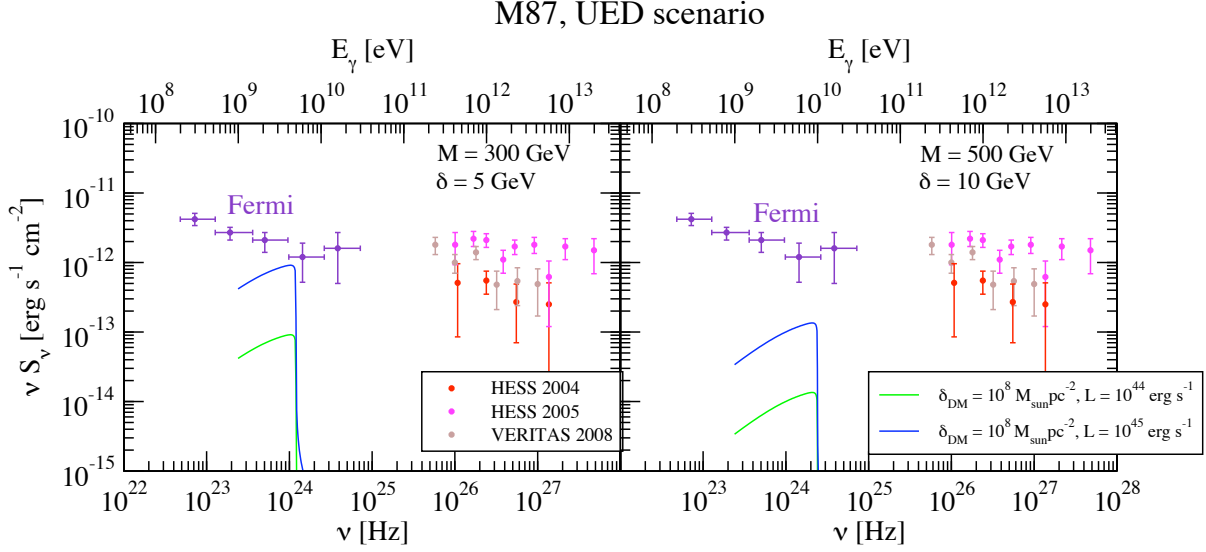 M87, UED scenario
E_γ [eV]
E_γ [eV]
10^8 10^9 10^10 10^11 10^12 10^13
10^8 10^9 10^10 10^11 10^12 10^13
10^-10
10^-11
10^-12
10^-13
10^-14
10^-15
ν S_ν [erg s^-1 cm^-2]
M = 300 GeV
δ = 5 GeV
Fermi
M = 500 GeV
δ = 10 GeV
Fermi
HESS 2004
HESS 2005
VERITAS 2008
δ_DM = 10^8 M_sun pc^-2, L = 10^44 erg s^-1
δ_DM = 10^8 M_sun pc^-2, L = 10^45 erg s^-1
10^22 10^23 10^24 10^25 10^26 10^27
10^23 10^24 10^25 10^26 10^27 10^28
ν [Hz]
ν [Hz]